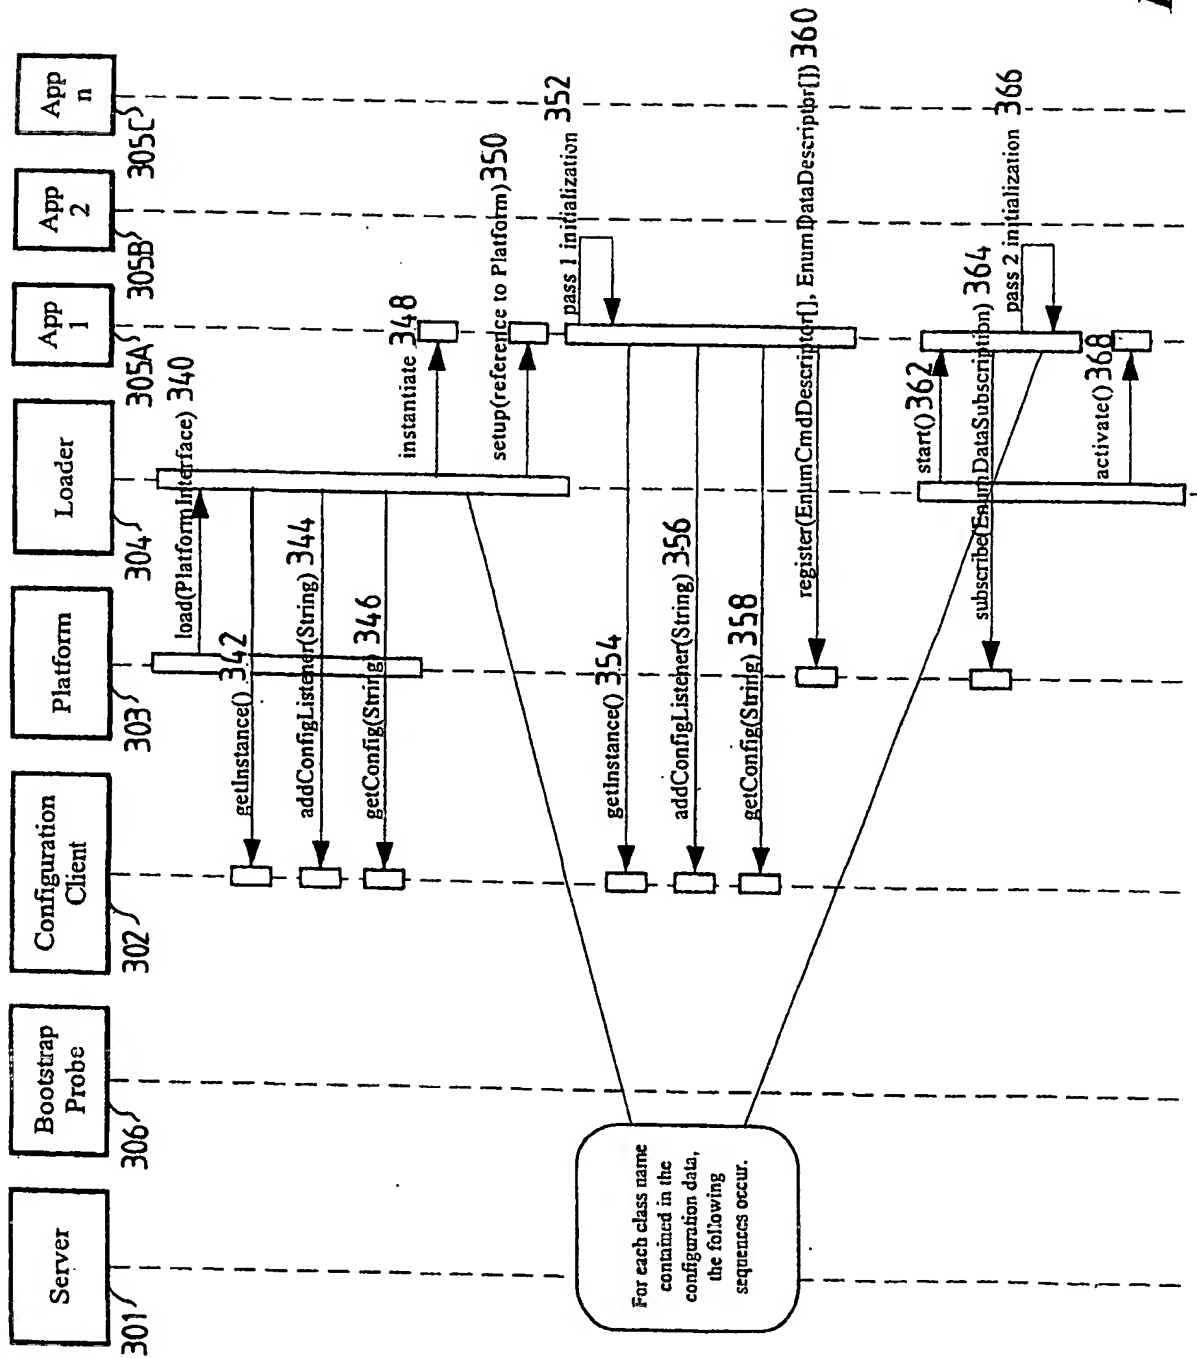 Server
301
Bootstrap
Probe
306
Configuration
Client
302
Platform
303
Loader
304
App
1
305A
App
2
305B
App
n
305C
load(PlatformInterface) 340
getInstance() 342
addConfigListener(String) 344
getConfig(String) 346
instantiate 348
setup(reference to Platform) 350
pass 1 initialization 352
getInstance() 354
addConfigListener(String) 356
getConfig(String) 358
register(EnumCmdDescriptor[], EnumDataDescriptor[]) 360
start() 362
subscribe(EnumDataSubscription) 364
pass 2 initialization 366
activate() 368
For each class name
contained in the
configuration data,
the following
sequences occur.